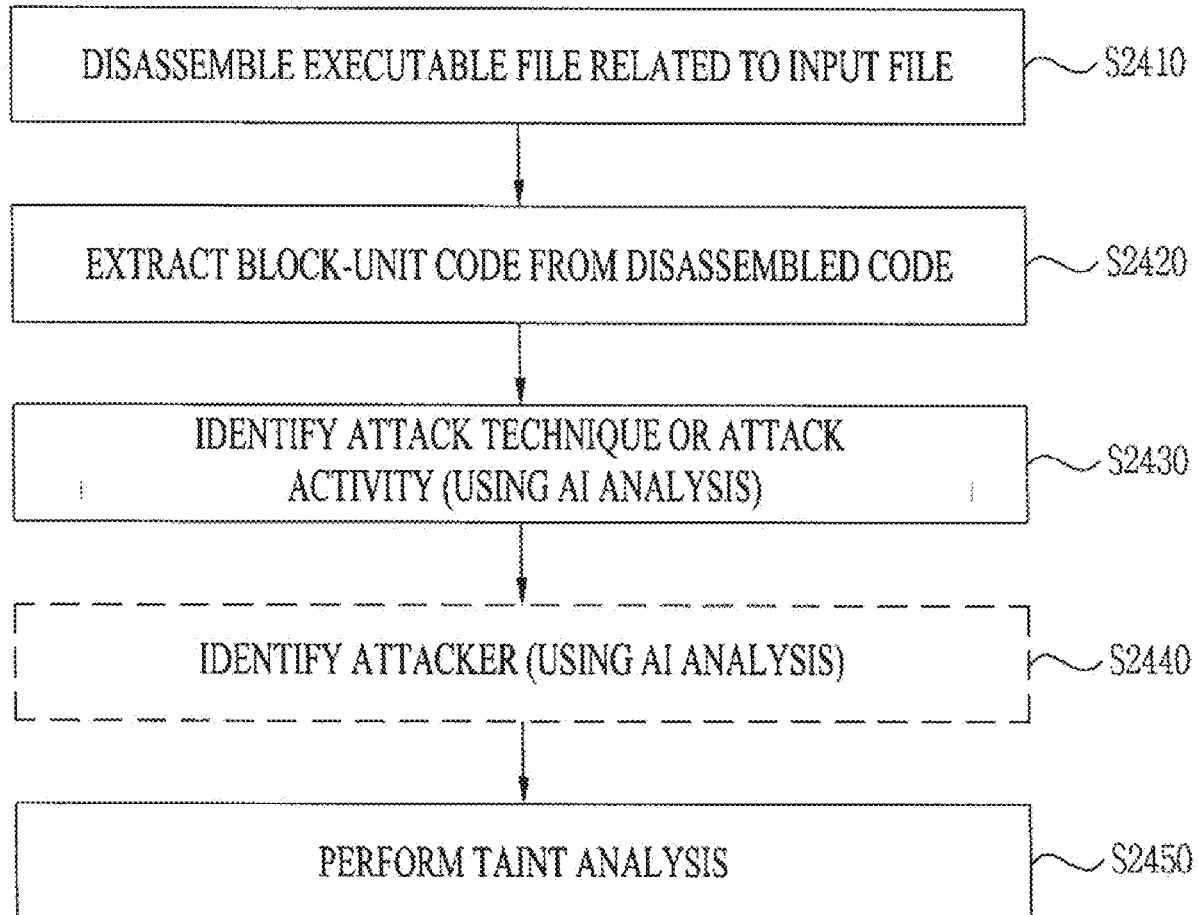 DISASSEMBLE EXECUTABLE FILE RELATED TO INPUT FILE
S2410
EXTRACT BLOCK-UNIT CODE FROM DISASSEMBLED CODE
S2420
IDENTIFY ATTACK TECHNIQUE OR ATTACK
ACTIVITY (USING AI ANALYSIS)
S2430
IDENTIFY ATTACKER (USING AI ANALYSIS)
S2440
PERFORM TAINT ANALYSIS
S2450